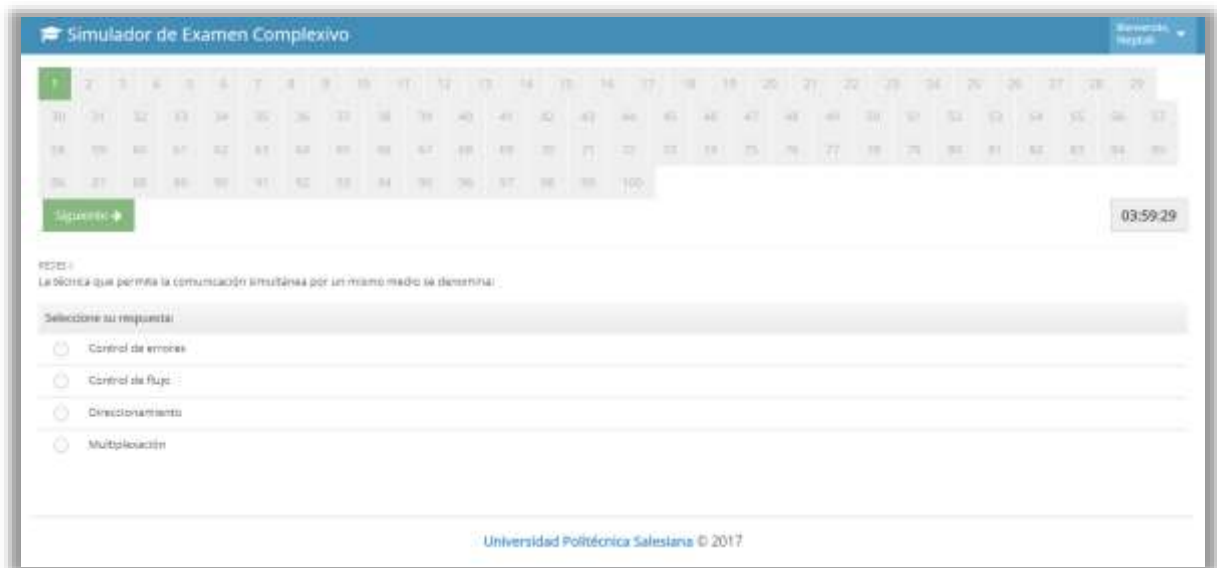 Simulador de Examen Complexivo
Bienvenido,
Neptali
1 2 3 4 5 6 7 8 9 10 11 12 13 14 15 16 17 18 19 20 21 22 23 24 25 26 27 28 29
30 31 32 33 34 35 36 37 38 39 40 41 42 43 44 45 46 47 48 49 50 51 52 53 54 55 56 57
58 59 60 61 62 63 64 65 66 67 68 69 70 71 72 73 74 75 76 77 78 79 80 81 82 83 84 85
86 87 88 89 90 91 92 93 94 95 96 97 98 99 100
Siguiente
03:59:29
REDES I
La técnica que permite la comunicación simultánea por un mismo medio se denomina:
Seleccione su respuesta:
Control de errores
Control de flujo
Direccionamiento
Multiplexación
Universidad Politécnica Salesiana © 2017